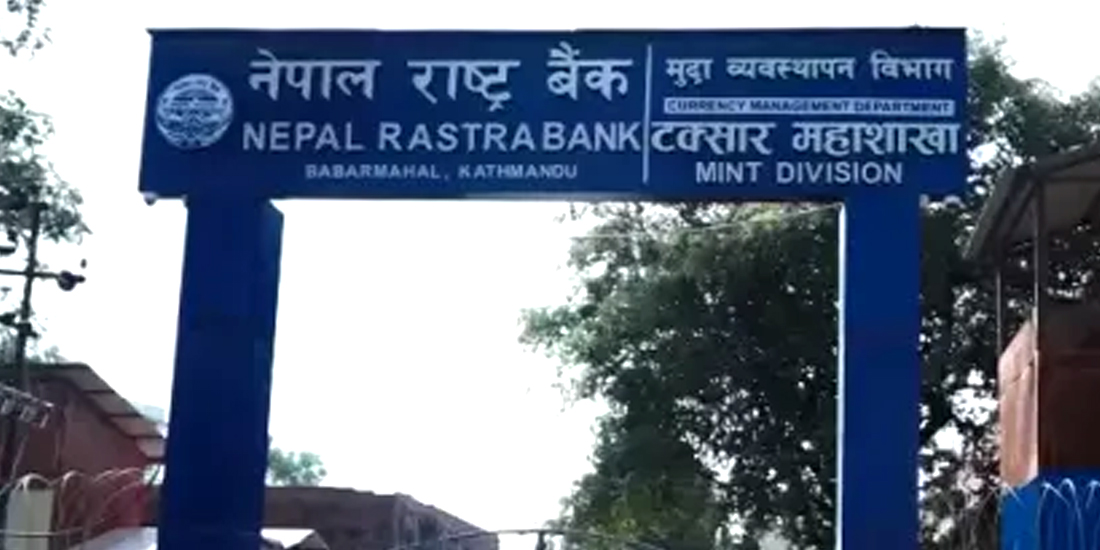 नेपाल राष्ट्र बैंक
NEPAL RASTRA BANK
BABARMAHAL, KATHMANDU
मुद्रा व्यवस्थापन विभाग
CURRENCY MANAGEMENT DEPARTMENT
टक्सार महाशाखा
MINT DIVISION